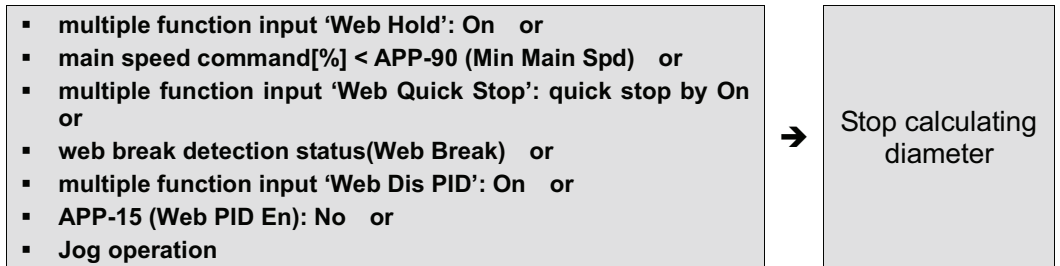 ▪ multiple function input ‘Web Hold’: On or
▪ main speed command[%] < APP-90 (Min Main Spd) or
▪ multiple function input ‘Web Quick Stop’: quick stop by On
or
▪ web break detection status(Web Break) or
▪ multiple function input ‘Web Dis PID’: On or
▪ APP-15 (Web PID En): No or
▪ Jog operation
➔
Stop calculating
diameter